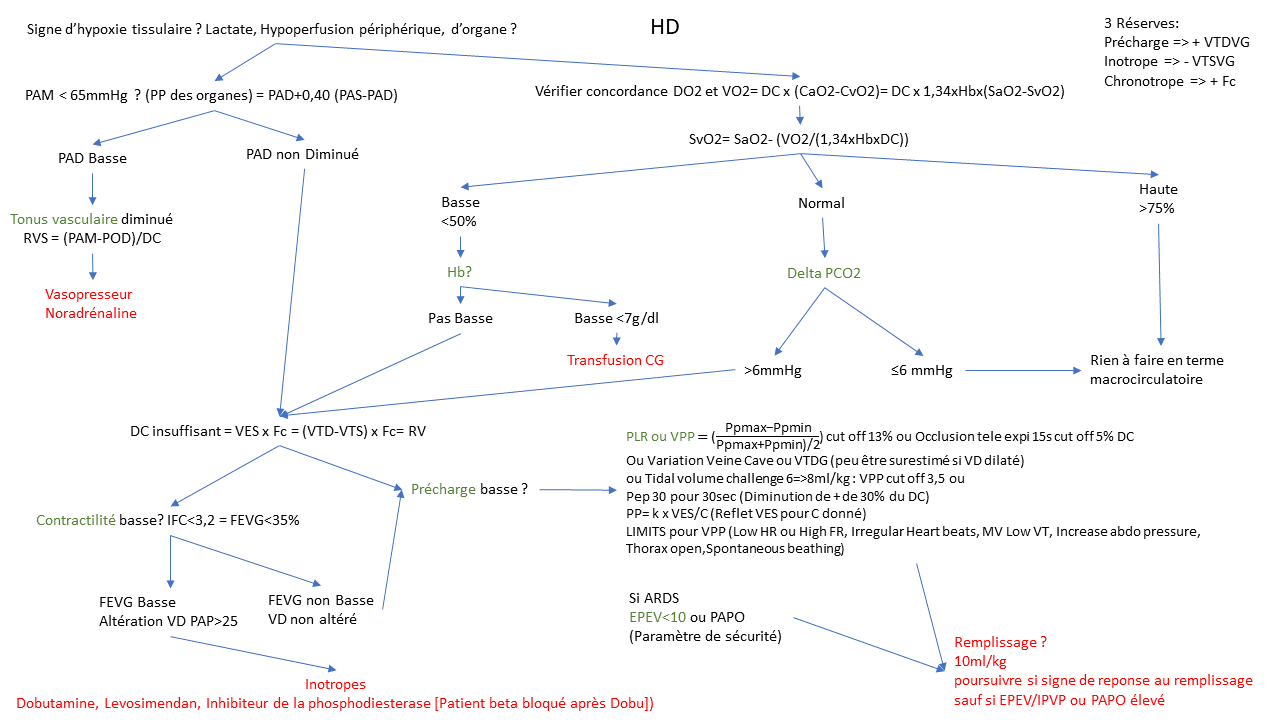 HD
Signe d’hypoxie tissulaire ? Lactate, Hypoperfusion périphérique, d’organe ?
3 Réserves:
Précharge => + VTDVG
Inotrope => - VTSVG
Chronotrope => + Fc
PAM < 65mmHg ? (PP des organes) = PAD+0,40 (PAS-PAD)
Vérifier concordance DO2 et VO2= DC x (CaO2-CvO2)= DC x 1,34xHbx(SaO2-SvO2)
SvO2= SaO2- (VO2/(1,34xHbxDC))
PAD Basse
PAD non Diminué
Tonus vasculaire diminué
RVS = (PAM-POD)/DC
Vasopresseur
Noradrénaline
Basse
<50%
Normal
Haute
>75%
Hb?
Delta PCO2
Pas Basse
Basse <7g/dl
Transfusion CG
>6mmHg
≤6 mmHg
Rien à faire en terme
macrocirculatoire
DC insuffisant = VES x Fc = (VTD-VTS) x Fc= RV
Contractilité basse? IFC<3,2 = FEVG<35%
Précharge basse ?
PLR ou VPP = (Ppmax−Ppmin/(Ppmax+Ppmin)/2) cut off 13% ou Occlusion tele expi 15s cut off 5% DC
Ou Variation Veine Cave ou VTDG (peu être surestimé si VD dilaté)
ou Tidal volume challenge 6=>8ml/kg : VPP cut off 3,5 ou
Pep 30 pour 30sec (Diminution de + de 30% du DC)
PP= k x VES/C (Reflet VES pour C donné)
LIMITS pour VPP (Low HR ou High FR, Irregular Heart beats, MV Low VT, Increase abdo pressure,
Thorax open,Spontaneous beathing)
FEVG Basse
Altération VD PAP>25
FEVG non Basse
VD non altéré
Si ARDS
EPEV<10 ou PAPO
(Paramètre de sécurité)
Inotropes
Dobutamine, Levosimendan, Inhibiteur de la phosphodiesterase [Patient beta bloqué après Dobu])
Remplissage ?
10ml/kg
poursuivre si signe de reponse au remplissage
sauf si EPEV/IPVP ou PAPO élevé